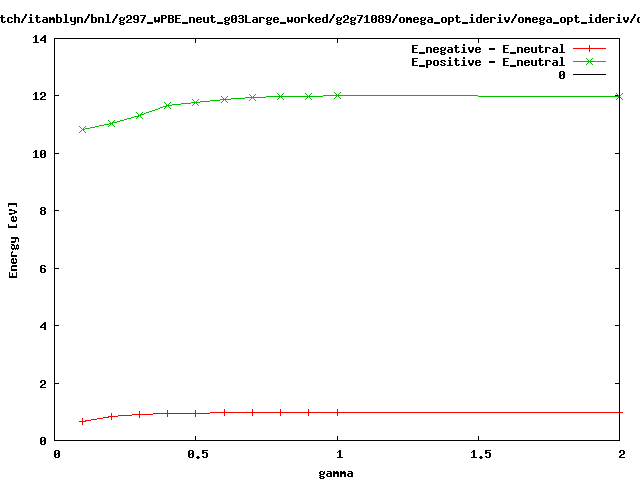 tch/itamblyn/bnl/g297_wPBE_neut_g03Large_worked/g2g71089/omega_opt_ideriv/omega_opt_ideriv/o
E_negative - E_neutral
E_positive - E_neutral
0
14
12
10
8
6
4
2
0
Energy [eV]
0 0.5 1 1.5 2
gamma